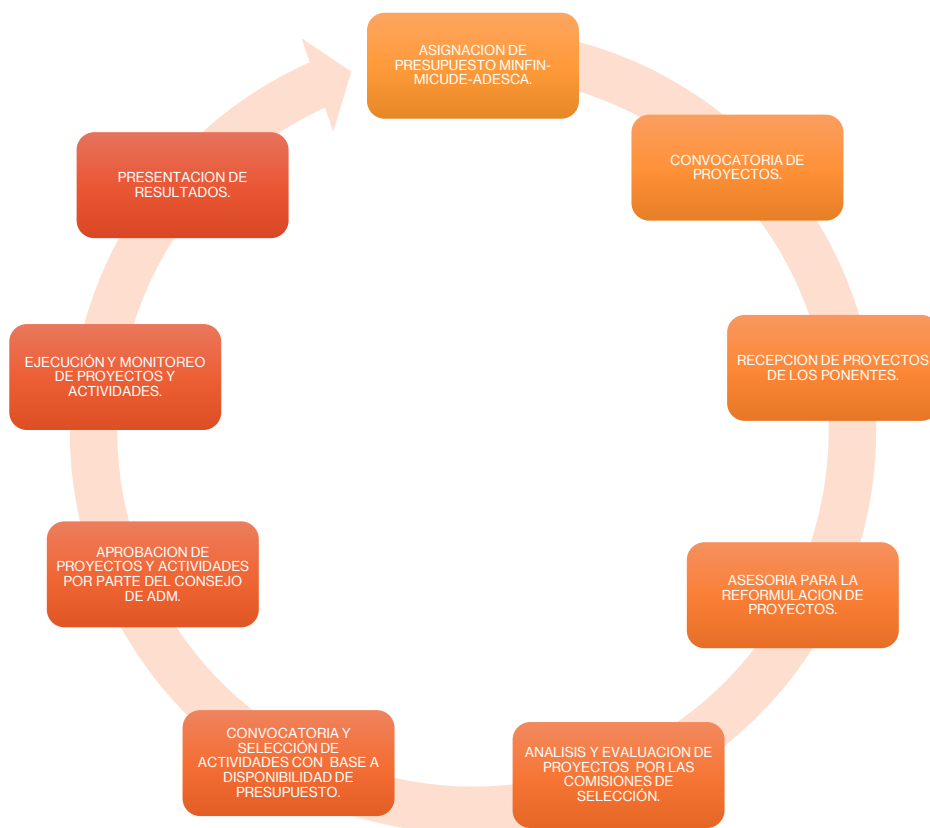 ASIGNACION DE
PRESUPUESTO MINFIN-
MICUDE-ADESCA.
CONVOCATORIA DE
PROYECTOS.
RECEPCION DE PROYECTOS
DE LOS PONENTES.
ASESORIA PARA LA
REFORMULACION DE
PROYECTOS.
ANALISIS Y EVALUACION DE
PROYECTOS POR LAS
COMISIONES DE
SELECCIÓN.
CONVOCATORIA Y
SELECCIÓN DE
ACTIVIDADES CON BASE A
DISPONIBILIDAD DE
PRESUPUESTO.
APROBACION DE
PROYECTOS Y ACTIVIDADES
POR PARTE DEL CONSEJO
DE ADM.
EJECUCIÓN Y MONITOREO
DE PROYECTOS Y
ACTIVIDADES.
PRESENTACION DE
RESULTADOS.